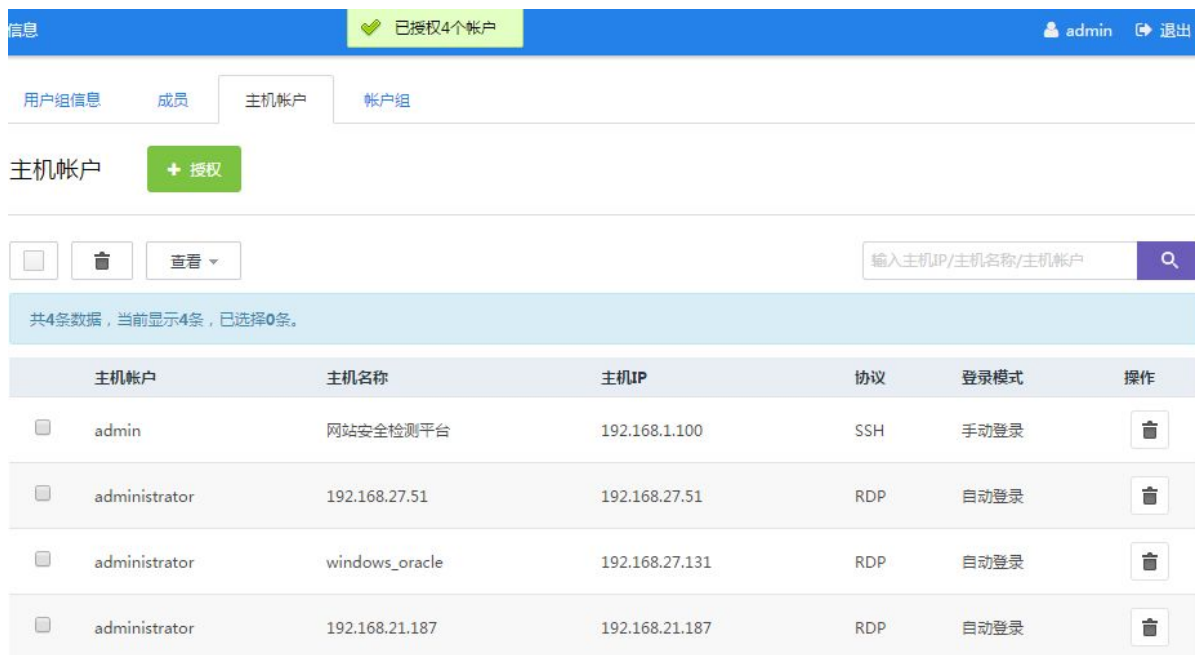 信息 已授权4个帐户 admin 退出
用户组信息 成员 主机帐户 帐户组
主机帐户 + 授权
查看 输入主机IP/主机名称/主机帐户
共4条数据，当前显示4条，已选择0条。
主机帐户 主机名称 主机IP 协议 登录模式 操作
admin 网站安全检测平台 192.168.1.100 SSH 手动登录
administrator 192.168.27.51 192.168.27.51 RDP 自动登录
administrator windows_oracle 192.168.27.131 RDP 自动登录
administrator 192.168.21.187 192.168.21.187 RDP 自动登录